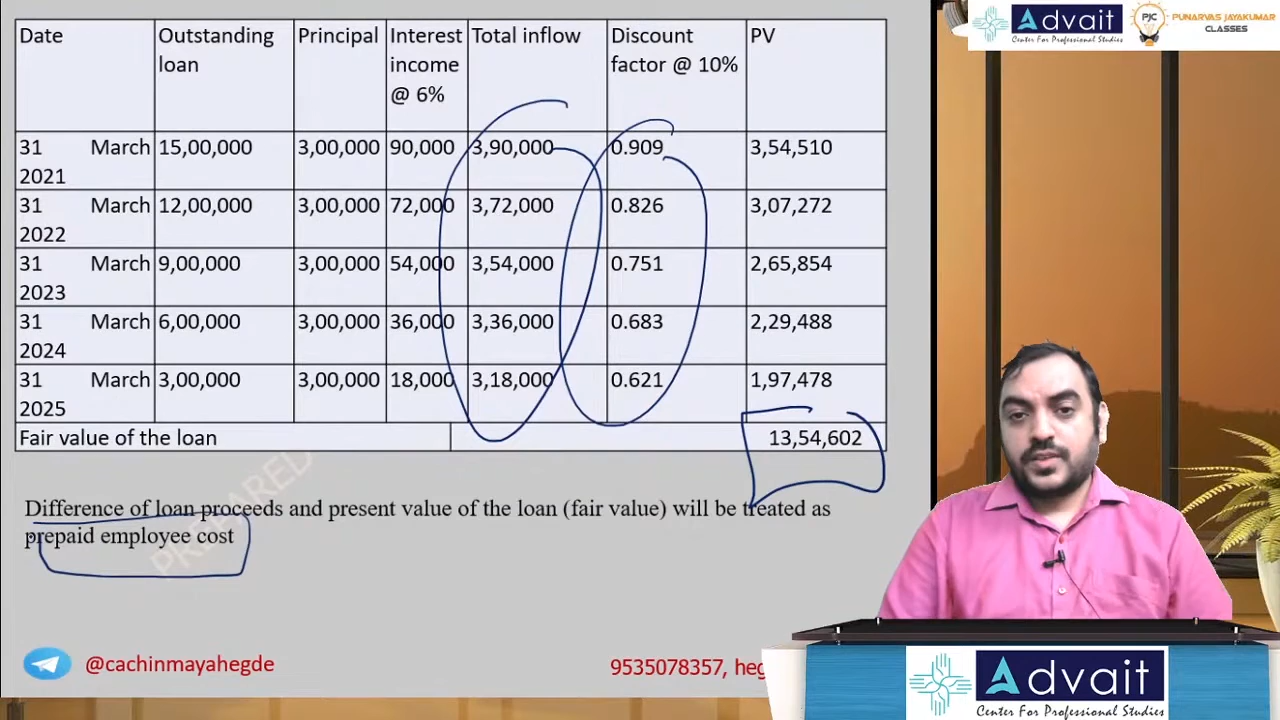 Advait
Center For Professional Studies
PJC
PUNARVAS JAYAKUMAR
CLASSES
Date Outstanding loan Principal Interest income @ 6% Total inflow Discount factor @ 10% PV
31 March 2021 15,00,000 3,00,000 90,000 3,90,000 0.909 3,54,510
31 March 2022 12,00,000 3,00,000 72,000 3,72,000 0.826 3,07,272
31 March 2023 9,00,000 3,00,000 54,000 3,54,000 0.751 2,65,854
31 March 2024 6,00,000 3,00,000 36,000 3,36,000 0.683 2,29,488
31 March 2025 3,00,000 3,00,000 18,000 3,18,000 0.621 1,97,478
Fair value of the loan 13,54,602
PREPARED
Difference of loan proceeds and present value of the loan (fair value) will be treated as
prepaid employee cost
@cachinmayahegde
9535078357, heg
Advait
Center For Professional Studies